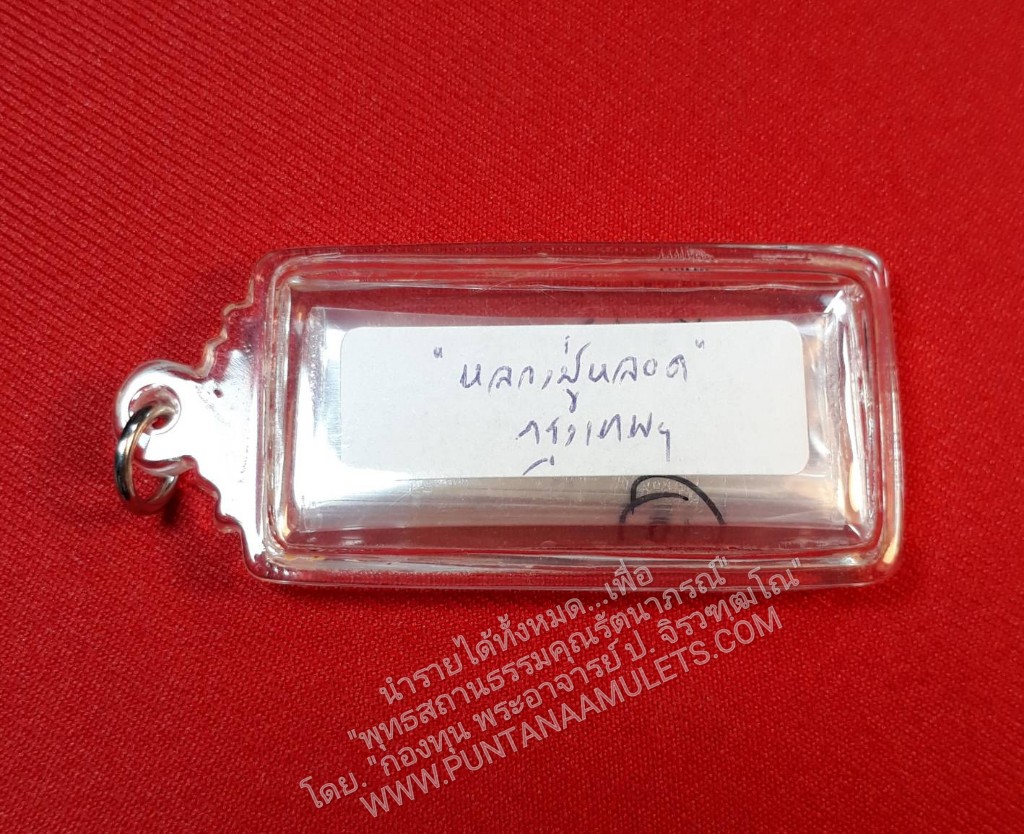 "หลวงปู่หลอด"
กรุงเทพฯ
นำรายได้ทั้งหมด...เพื่อ
"พุทธสถานธรรมคุณรัตนาภรณ์"
โดย. "กองทุน พระอาจารย์ ป. จิรวฑฺฒโณ"
WWW.PUNTANAAMULETS.COM